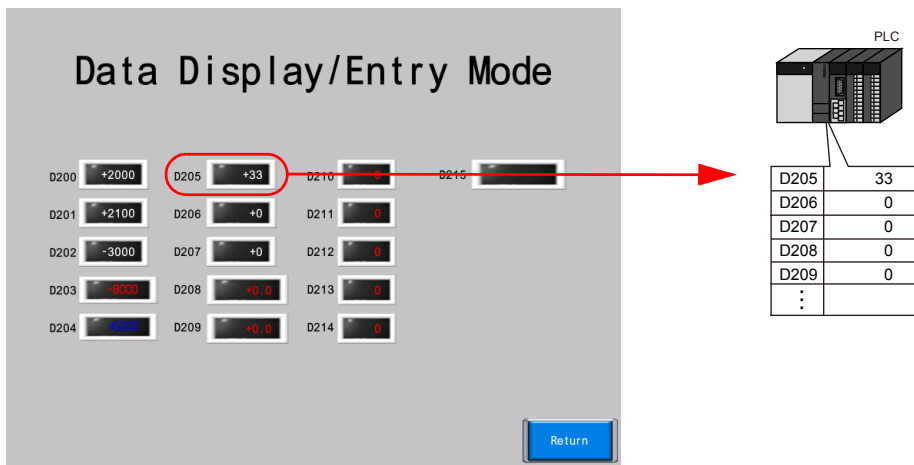 PLC
Data Display/Entry Mode
D200 +2000 D205 +33 D210 0 D215
D201 +2100 D206 +0 D211 0
D202 -3000 D207 +0 D212 0
D203 -8000 D208 +0.0 D213 0
D204 -6000 D209 +0.0 D214 0
D205 33
D206 0
D207 0
D208 0
D209 0
Return